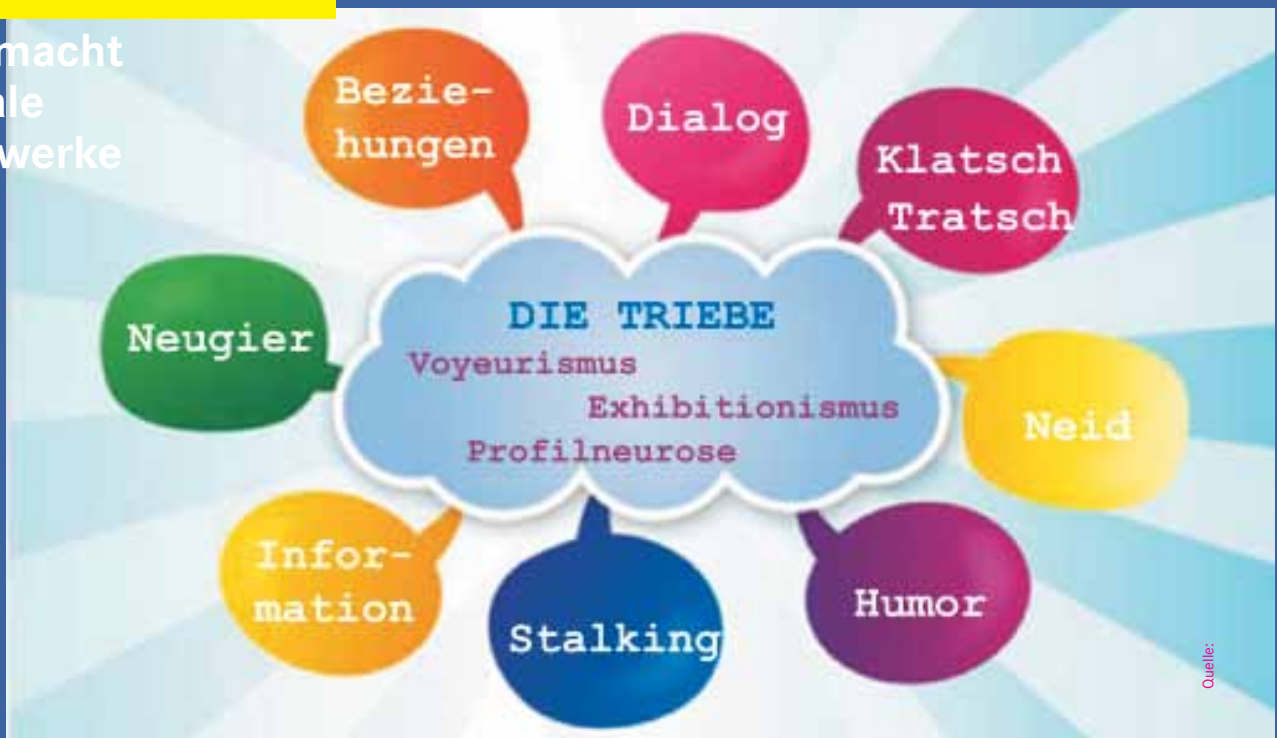 macht
werke
Bezie-
hungen
Dialog
Klatsch
Tratsch
Neugier
DIE TRIEBE
Voyeurismus
Exhibitionismus
Profilneurose
Neid
Infor-
mation
Stalking
Humor
Quelle: